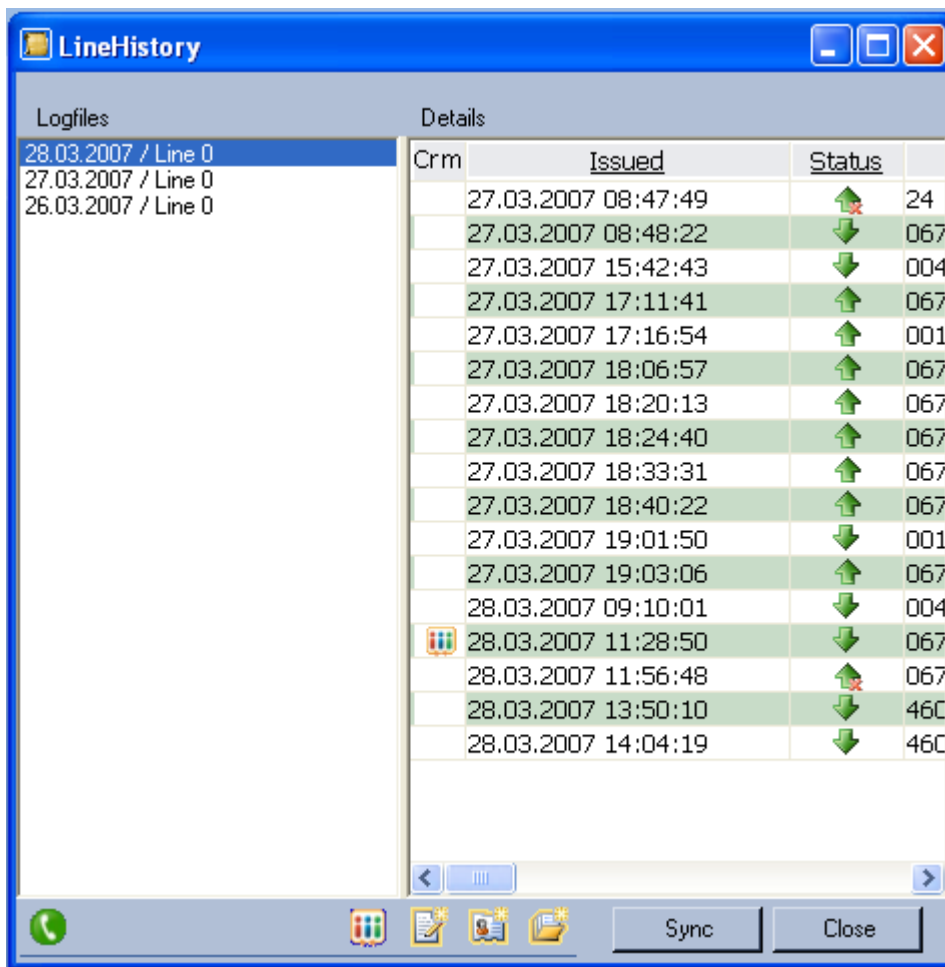 LineHistory
Logfiles
Details
28.03.2007 / Line 0
27.03.2007 / Line 0
26.03.2007 / Line 0
Crm Issued Status
27.03.2007 08:47:49 24
27.03.2007 08:48:22 067
27.03.2007 15:42:43 004
27.03.2007 17:11:41 067
27.03.2007 17:16:54 001
27.03.2007 18:06:57 067
27.03.2007 18:20:13 067
27.03.2007 18:24:40 067
27.03.2007 18:33:31 067
27.03.2007 18:40:22 067
27.03.2007 19:01:50 001
27.03.2007 19:03:06 067
28.03.2007 09:10:01 004
28.03.2007 11:28:50 067
28.03.2007 11:56:48 067
28.03.2007 13:50:10 460
28.03.2007 14:04:19 460
Sync Close